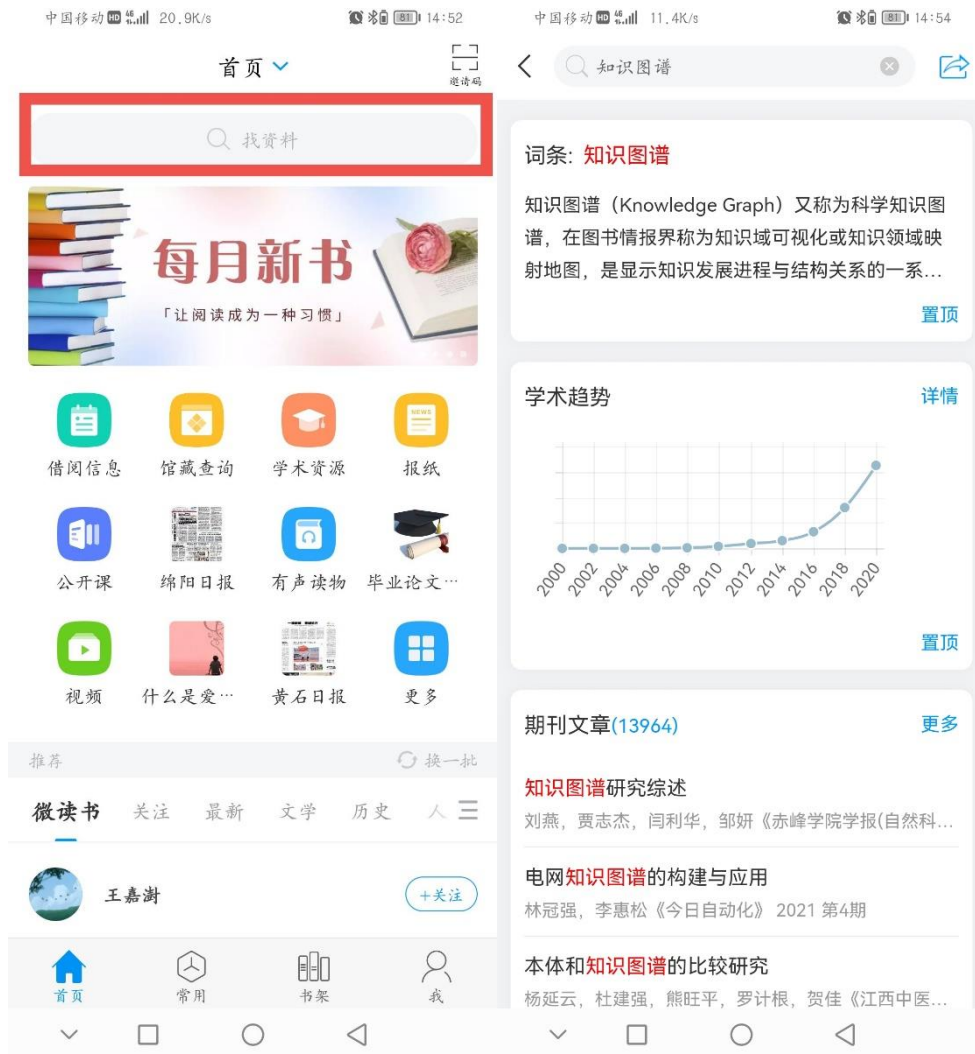 中国移动 HD 46 20.9K/s 81 14:52
首页
邀请码
找资料
每月新书
「让阅读成为一种习惯」
借阅信息 馆藏查询 学术资源 报纸
公开课 绵阳日报 有声读物 毕业论文…
视频 什么是爱… 黄石日报 更多
推荐 换一批
微读书 关注 最新 文学 历史 人
王嘉澍
+关注
首页 常用 书架 我
中国移动 HD 46 11.4K/s 81 14:54
知识图谱
词条: 知识图谱
知识图谱（Knowledge Graph）又称为科学知识图
谱，在图书情报界称为知识域可视化或知识领域映
射地图，是显示知识发展进程与结构关系的一系...
置顶
学术趋势 详情
2000 2002 2004 2006 2008 2010 2012 2014 2016 2018 2020
置顶
期刊文章(13964) 更多
知识图谱研究综述
刘燕，贾志杰，闫利华，邹妍《赤峰学院学报(自然科...
电网知识图谱的构建与应用
林冠强，李惠松《今日自动化》 2021 第4期
本体和知识图谱的比较研究
杨延云，杜建强，熊旺平，罗计根，贺佳《江西中医...